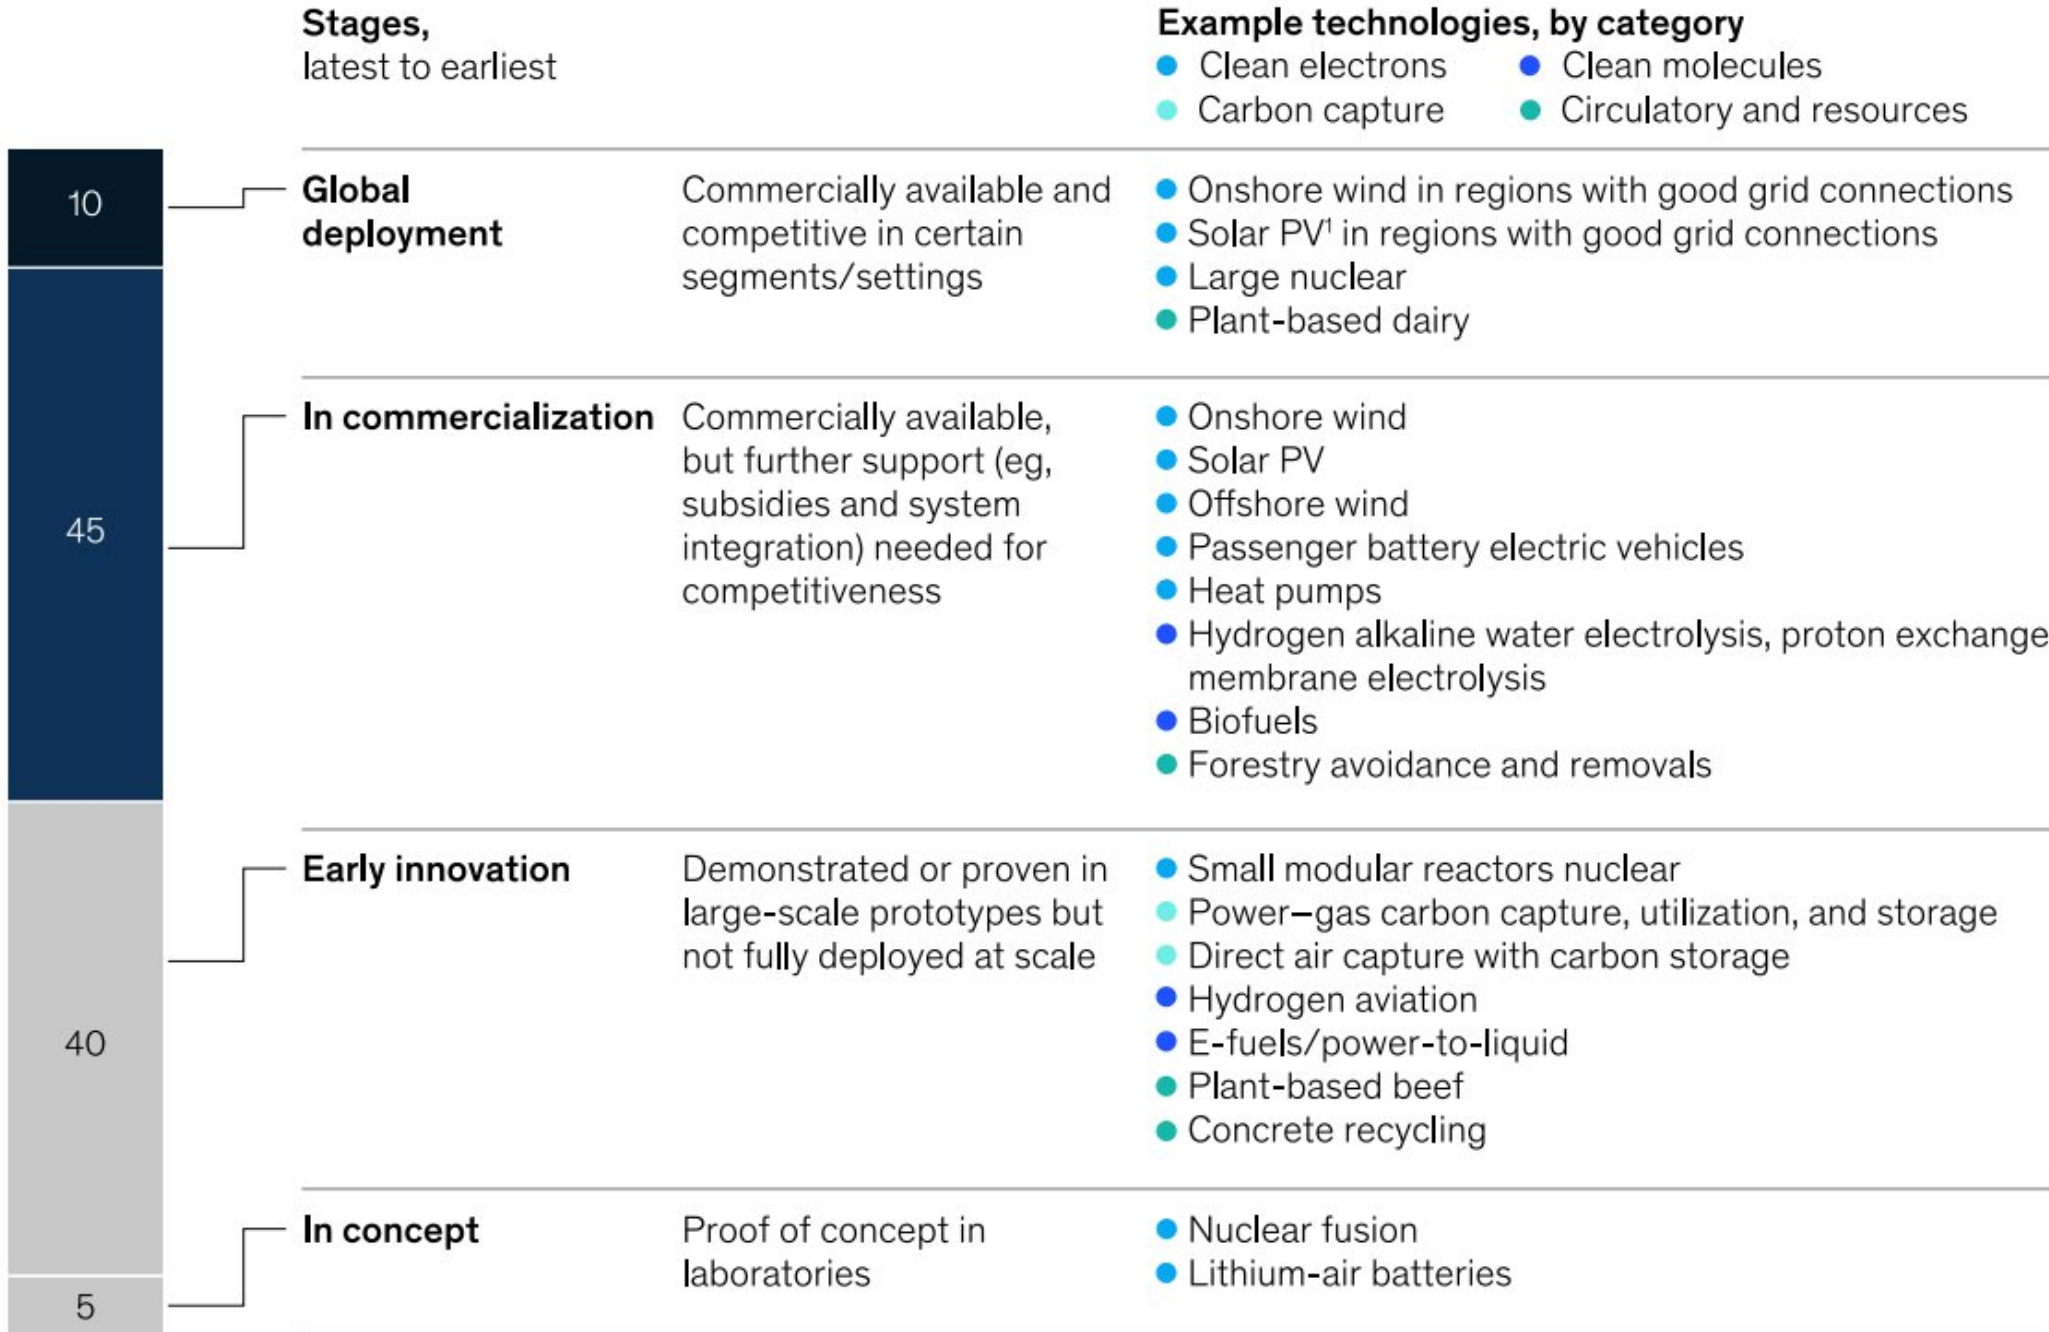 Stages,
latest to earliest
Example technologies, by category
Clean electrons
Clean molecules
Carbon capture
Circulatory and resources
10
Global
deployment
Commercially available and
competitive in certain
segments/settings
Onshore wind in regions with good grid connections
Solar PV¹ in regions with good grid connections
Large nuclear
Plant-based dairy
45
In commercialization
Commercially available,
but further support (eg,
subsidies and system
integration) needed for
competitiveness
Onshore wind
Solar PV
Offshore wind
Passenger battery electric vehicles
Heat pumps
Hydrogen alkaline water electrolysis, proton exchange
membrane electrolysis
Biofuels
Forestry avoidance and removals
40
Early innovation
Demonstrated or proven in
large-scale prototypes but
not fully deployed at scale
Small modular reactors nuclear
Power–gas carbon capture, utilization, and storage
Direct air capture with carbon storage
Hydrogen aviation
E-fuels/power-to-liquid
Plant-based beef
Concrete recycling
5
In concept
Proof of concept in
laboratories
Nuclear fusion
Lithium-air batteries